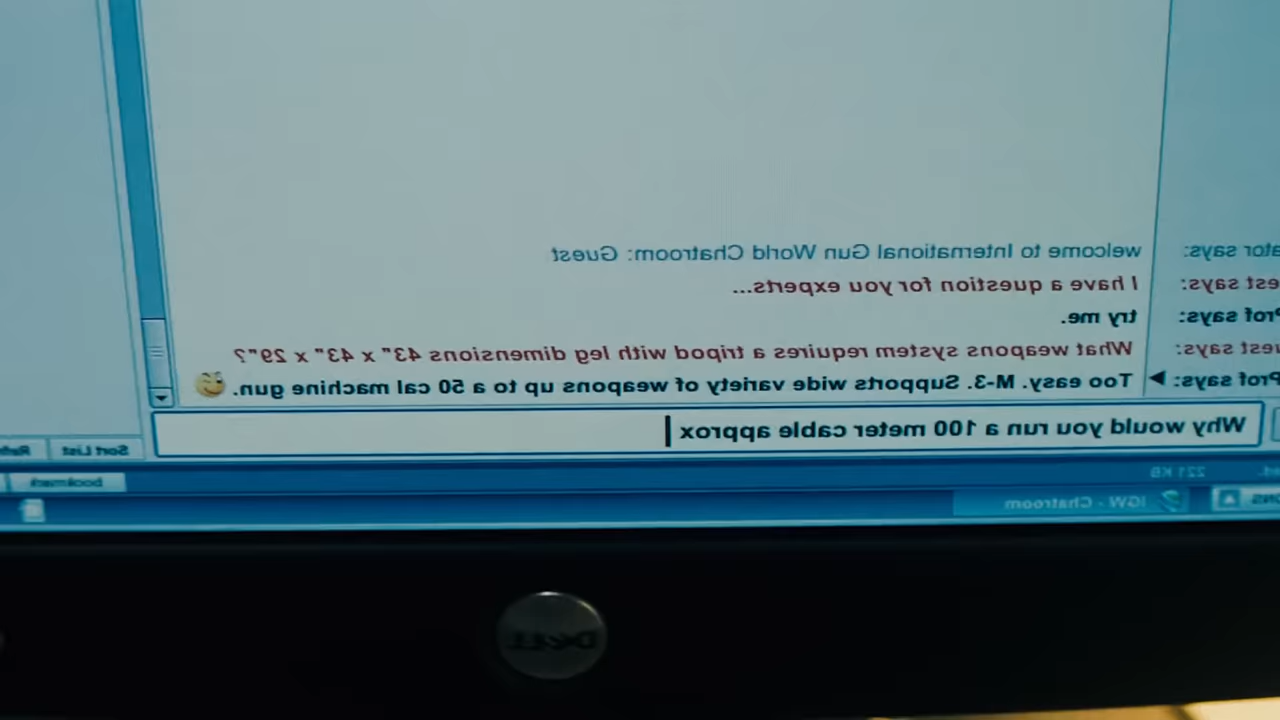 ator says: welcome to International Gun World Chatroom: Guest
est says: I have a question for you experts...
Prof says: try me.
uest says: What weapons system requires a tripod with leg dimensions 43" x 43" x 29"?
Prof says: Too easy. M-3. Supports wide variety of weapons up to a 50 cal machine gun.
Why would you run a 100 meter cable approx
Sort List
221 KB
bookmark
IGW - Chatroom
DELL